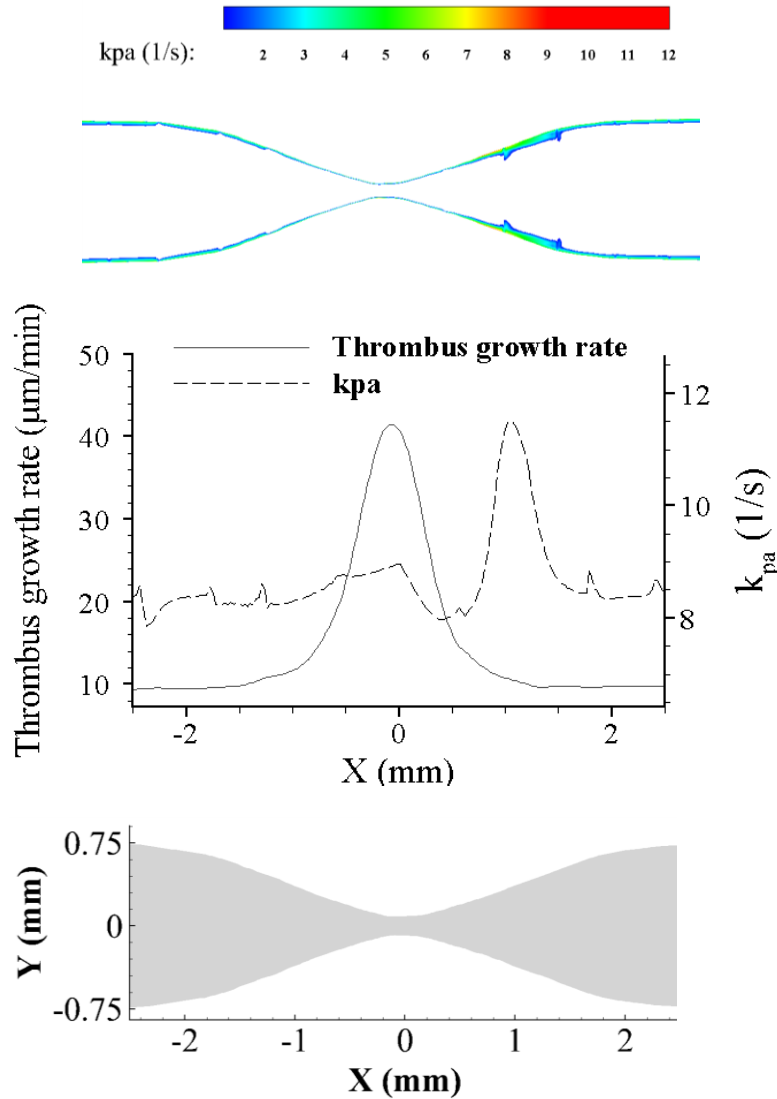 kpa (1/s): 2 3 4 5 6 7 8 9 10 11 12
Thrombus growth rate
kpa
Thrombus growth rate (μm/min)
50
40
30
20
10
12
10
8
k_pa (1/s)
-2 0 2
X (mm)
Y (mm)
0.75
0
-0.75
-2 -1 0 1 2
X (mm)